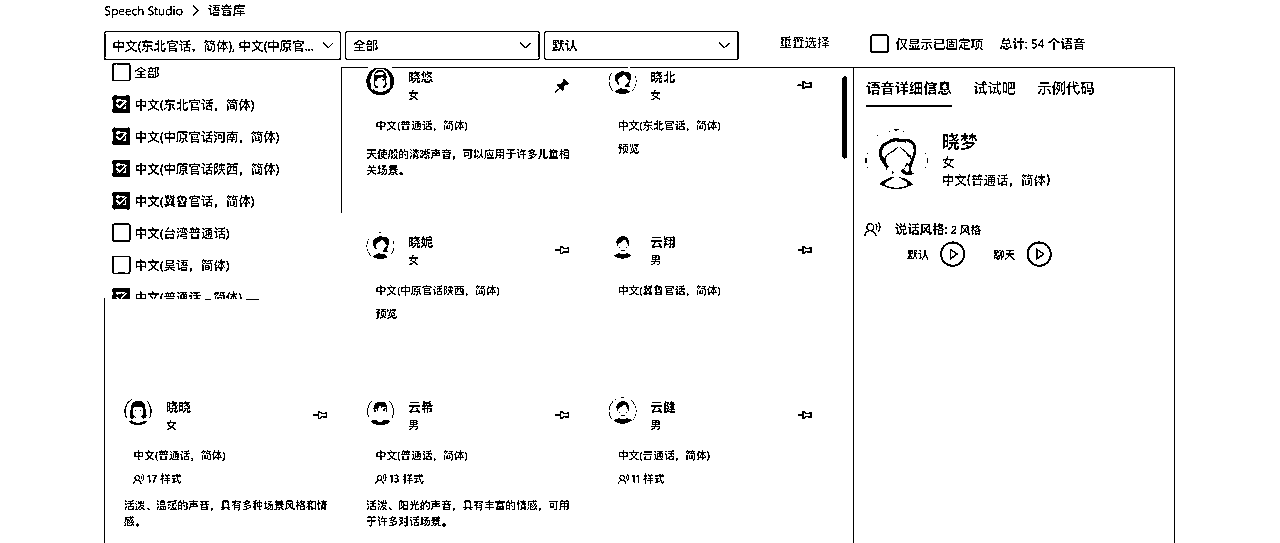 Speech Studio > 语音库
中文(东北官话，简体), 中文(中原官...
全部
默认
重置选择
仅显示已固定项
总计: 54 个语音
全部
中文(东北官话，简体)
中文(中原官话河南，简体)
中文(中原官话陕西，简体)
中文(冀鲁官话，简体)
中文(台湾普通话)
中文(吴语，简体)
中文(普通话，简体)
晓悠
女
中文(普通话，简体)
天使般的清晰声音，可以应用于许多儿童相
关场景。
晓北
女
中文(东北官话，简体)
预览
晓妮
女
中文(中原官话陕西，简体)
预览
云翔
男
中文(冀鲁官话，简体)
晓晓
女
中文(普通话，简体)
17 样式
活泼、温暖的声音，具有多种场景风格和情
感。
云希
男
中文(普通话，简体)
13 样式
活泼、阳光的声音，具有丰富的情感，可用
于许多对话场景。
云健
男
中文(普通话，简体)
11 样式
语音详细信息
试试吧
示例代码
晓梦
女
中文(普通话，简体)
说话风格: 2 风格
默认
聊天